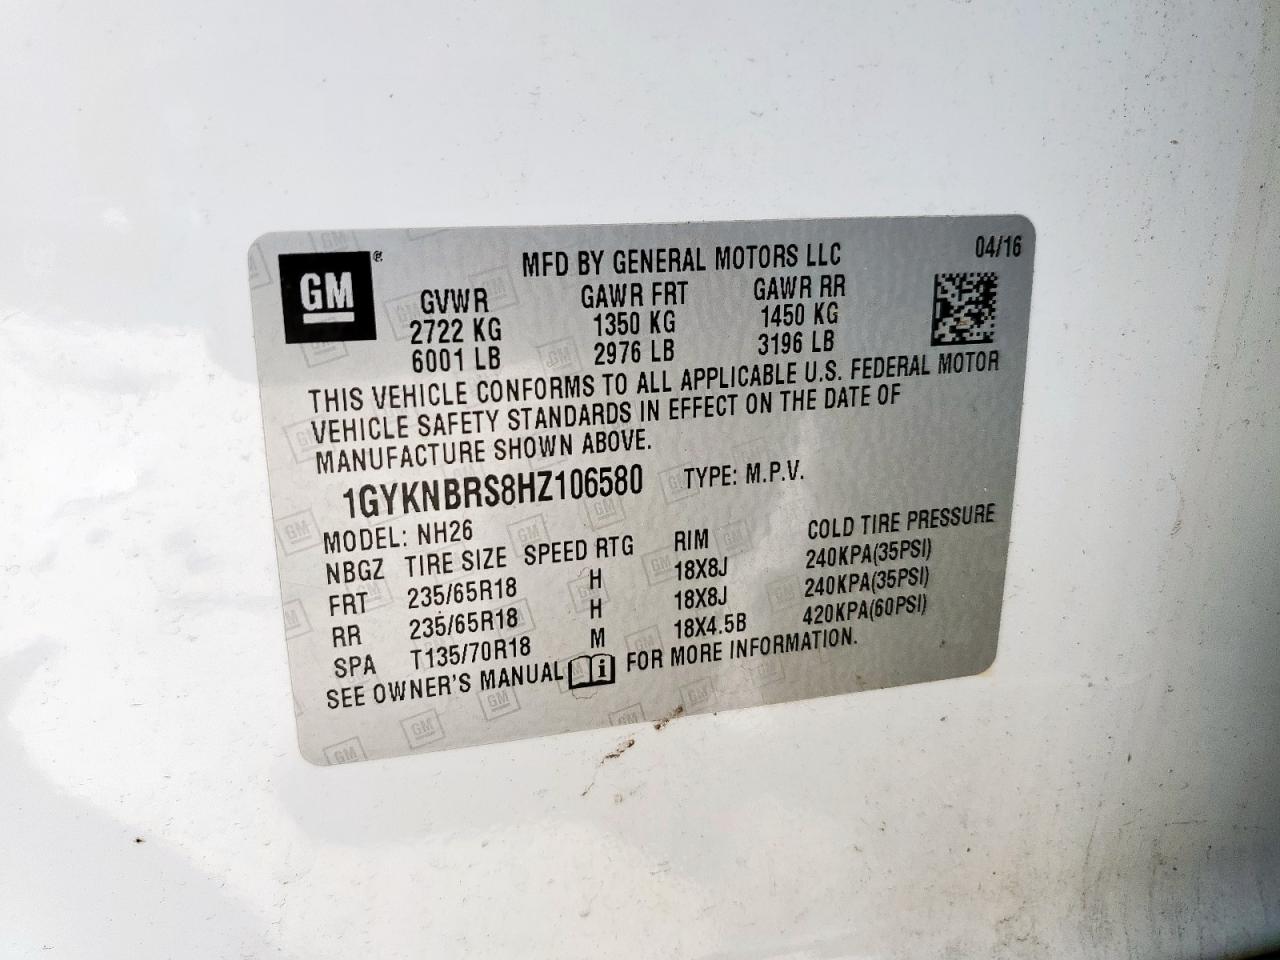 GM®
MFD BY GENERAL MOTORS LLC 04/16
GVWR GAWR FRT GAWR RR
2722 KG 1350 KG 1450 KG
6001 LB 2976 LB 3196 LB
THIS VEHICLE CONFORMS TO ALL APPLICABLE U.S. FEDERAL MOTOR
VEHICLE SAFETY STANDARDS IN EFFECT ON THE DATE OF
MANUFACTURE SHOWN ABOVE.
1GYKNBRS8HZ106580 TYPE: M.P.V.
MODEL: NH26
NBGZ TIRE SIZE SPEED RTG RIM COLD TIRE PRESSURE
FRT 235/65R18 H 18X8J 240KPA(35PSI)
RR 235/65R18 H 18X8J 240KPA(35PSI)
SPA T135/70R18 M 18X4.5B 420KPA(60PSI)
SEE OWNER'S MANUAL i FOR MORE INFORMATION.